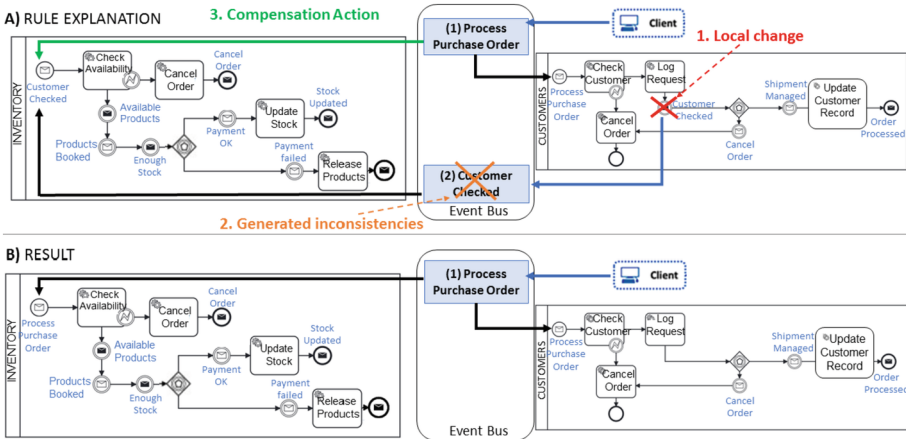 A) RULE EXPLANATION
3. Compensation Action
(1) Process
Purchase Order
Client
1. Local change
INVENTORY
Customer
Checked
Check
Availability
Cancel
Order
Cancel
Order
Available
Products
Products
Booked
Enough
Stock
Payment
OK
Update
Stock
Stock
Updated
Payment
failed
Release
Products
(2) Customer
Checked
Event Bus
2. Generated inconsistencies
CUSTOMERS
Process
Purchase
Order
Check
Customer
Log
Request
Cancel
Order
Customer
Checked
Cancel
Order
Shipment
Managed
Update
Customer
Record
Order
Processed
B) RESULT
(1) Process
Purchase Order
Client
INVENTORY
Process
Purchase
Order
Check
Availability
Cancel
Order
Cancel
Order
Available
Products
Products
Booked
Enough
Stock
Payment
OK
Update
Stock
Stock
Updated
Payment
failed
Release
Products
Event Bus
CUSTOMERS
Process
Purchase
Order
Check
Customer
Log
Request
Cancel
Order
Cancel
Order
Shipment
Managed
Update
Customer
Record
Order
Processed